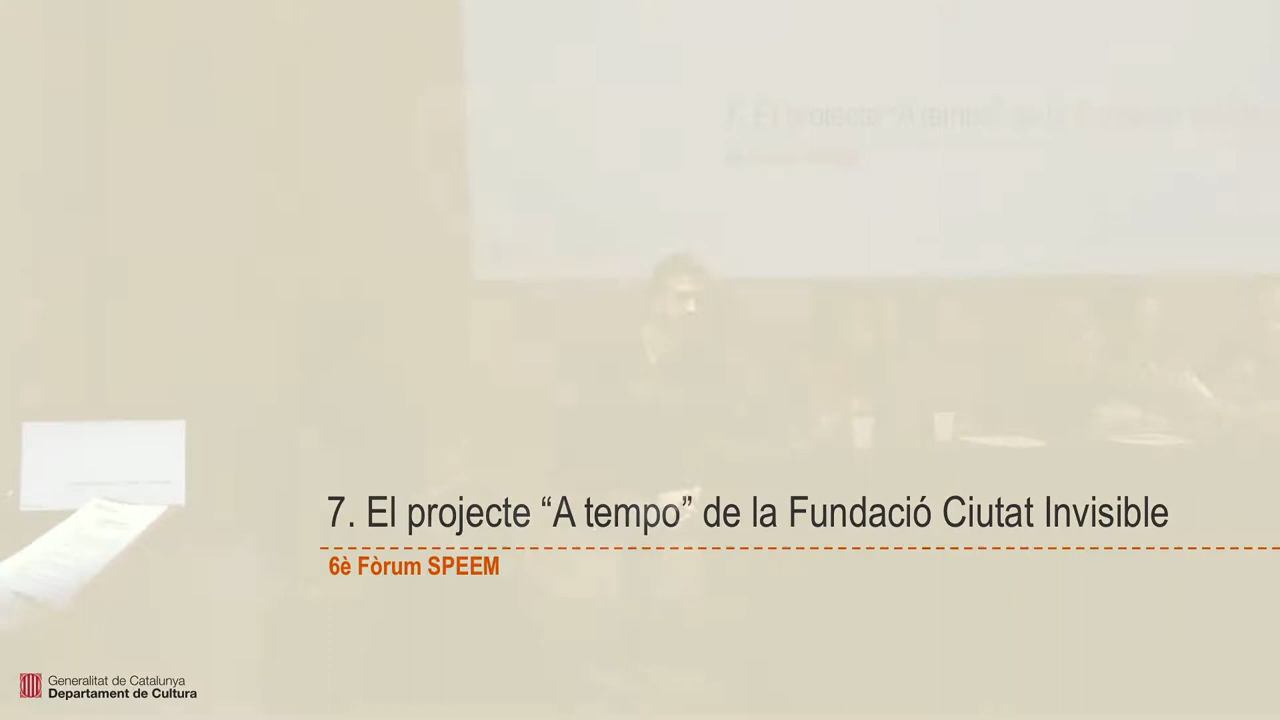 7. El projecte “A tempo” de la Fundació Ciutat Invisible
6è Fòrum SPEEM
Generalitat de Catalunya
Departament de Cultura